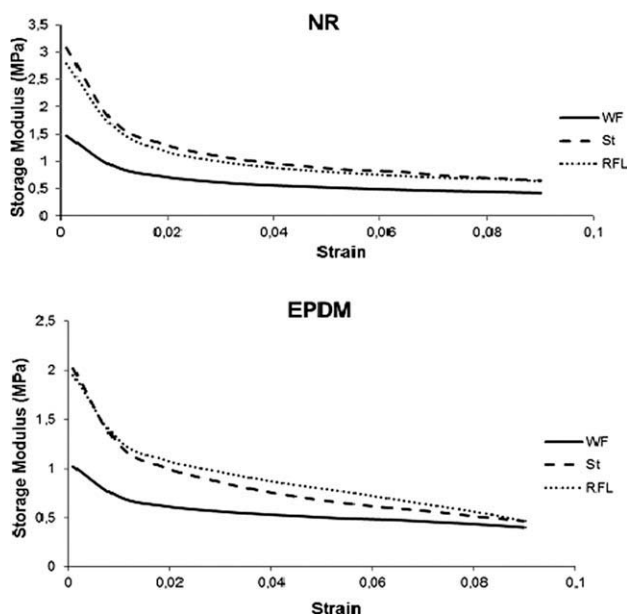 NR
Storage Modulus (MPa)
3,5
3
2,5
2
1,5
1
0,5
0
0
0,02
0,04
0,06
0,08
0,1
Strain
WF
St
RFL
EPDM
Storage Modulus (MPa)
2,5
2
1,5
1
0,5
0
0
0,02
0,04
0,06
0,08
0,1
Strain
WF
St
RFL